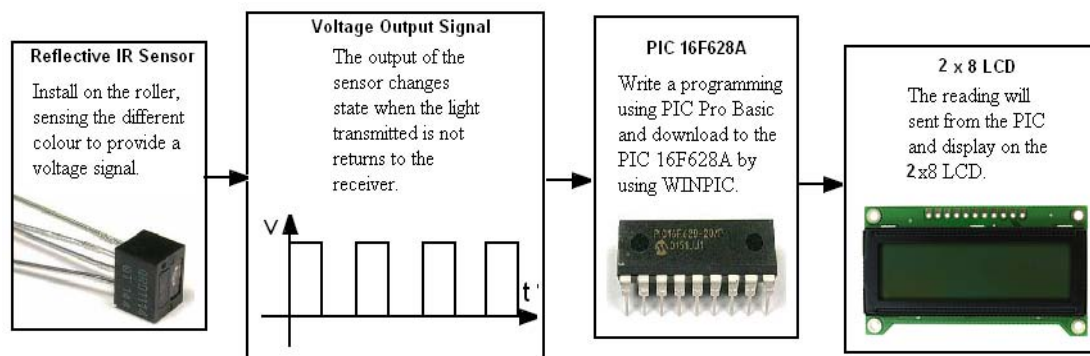 Reflective IR Sensor
Install on the roller,
sensing the different
colour to provide a
voltage signal.
Voltage Output Signal
The output of the
sensor changes
state when the light
transmitted is not
returns to the
receiver.
V
t
PIC 16F628A
Write a programming
using PIC Pro Basic
and download to the
PIC 16F628A by
using WINPIC.
2 x 8 LCD
The reading will
sent from the PIC
and display on the
2x8 LCD.